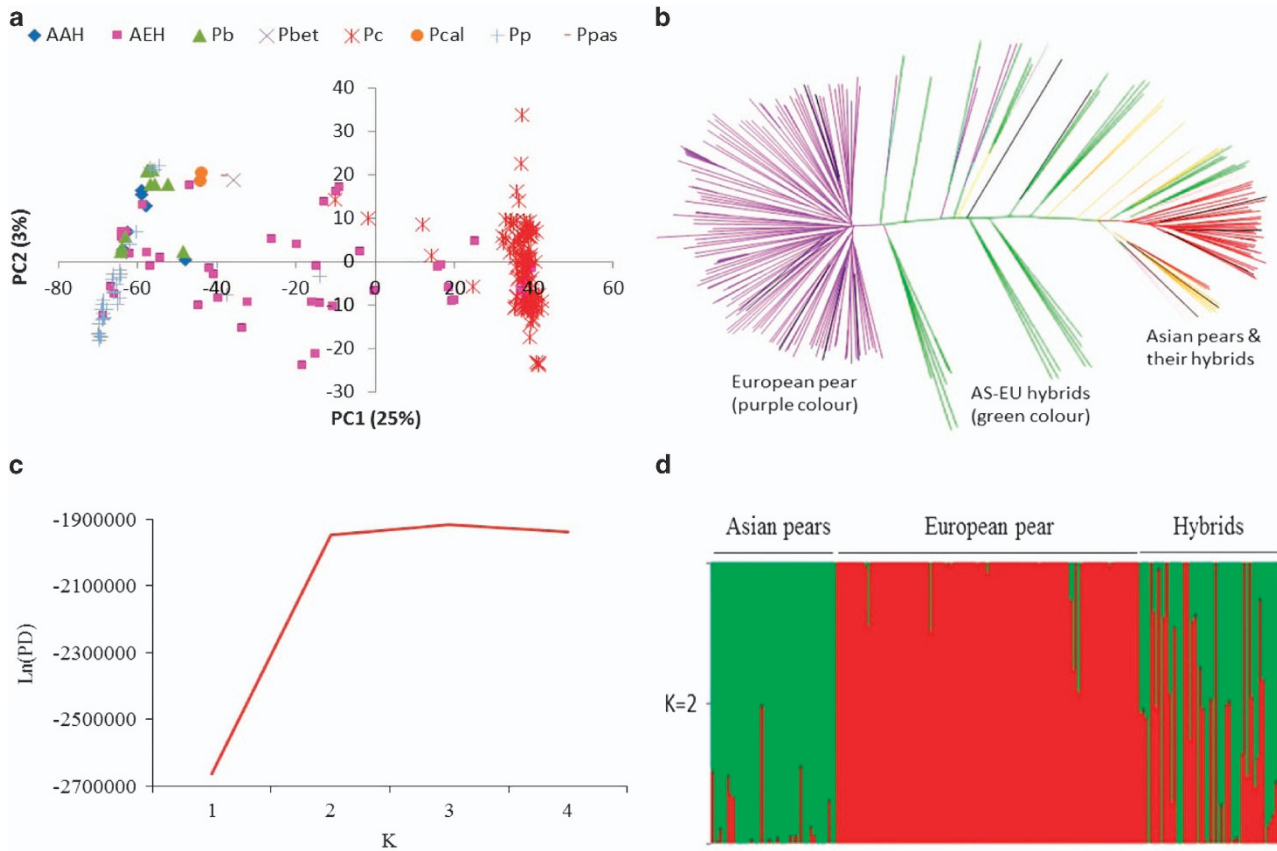 a
AAH AEH Pb Pbet Pc Pcal Pp Ppas
40
30
20
10
0
-80 -60 -40 -20 0 20 40 60
-10
-20
-30
PC2 (3%)
PC1 (25%)
b
European pear
(purple colour)
AS-EU hybrids
(green colour)
Asian pears &
their hybrids
c
-1900000
-2100000
-2300000
-2500000
-2700000
Ln(PD)
1 2 3 4
K
d
Asian pears European pear Hybrids
K=2